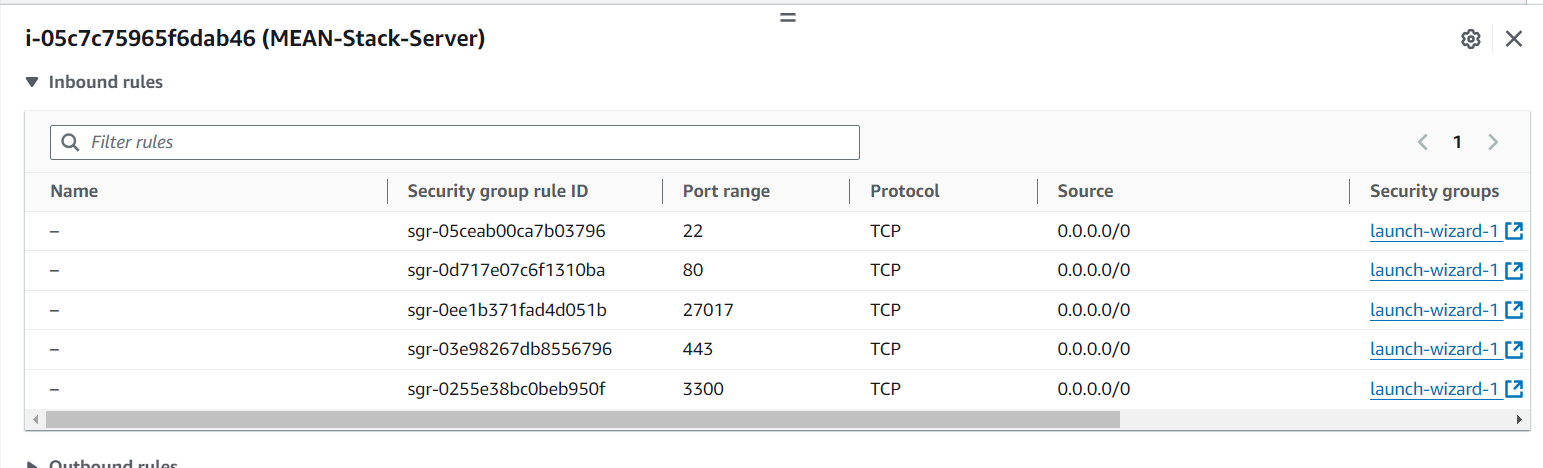 i-05c7c75965f6dab46 (MEAN-Stack-Server)
Inbound rules
Filter rules
1
Name Security group rule ID Port range Protocol Source Security groups
– sgr-05ceab00ca7b03796 22 TCP 0.0.0.0/0 launch-wizard-1
– sgr-0d717e07c6f1310ba 80 TCP 0.0.0.0/0 launch-wizard-1
– sgr-0ee1b371fad4d051b 27017 TCP 0.0.0.0/0 launch-wizard-1
– sgr-03e98267db8556796 443 TCP 0.0.0.0/0 launch-wizard-1
– sgr-0255e38bc0beb950f 3300 TCP 0.0.0.0/0 launch-wizard-1
Outbound rules